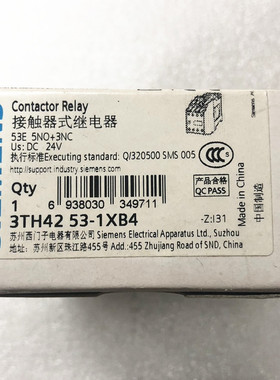 Contactor Relay
接触器式继电器
53E 5NO+3NC
Us: DC 24V
执行标准Executing standard: Q/320500 SMS 005
http://support.industry.siemens.com
Qty
1 6 938030 349711
产品合格
QC PASS
CCC
Made in China
中国制造
3TH42 53-1XB4
-Z:I31
苏州西门子电器有限公司 Siemens Electrical Apparatus Ltd., Suzhou
苏州新区珠江路455号 Add: 455 Zhujiang Road of SND, China